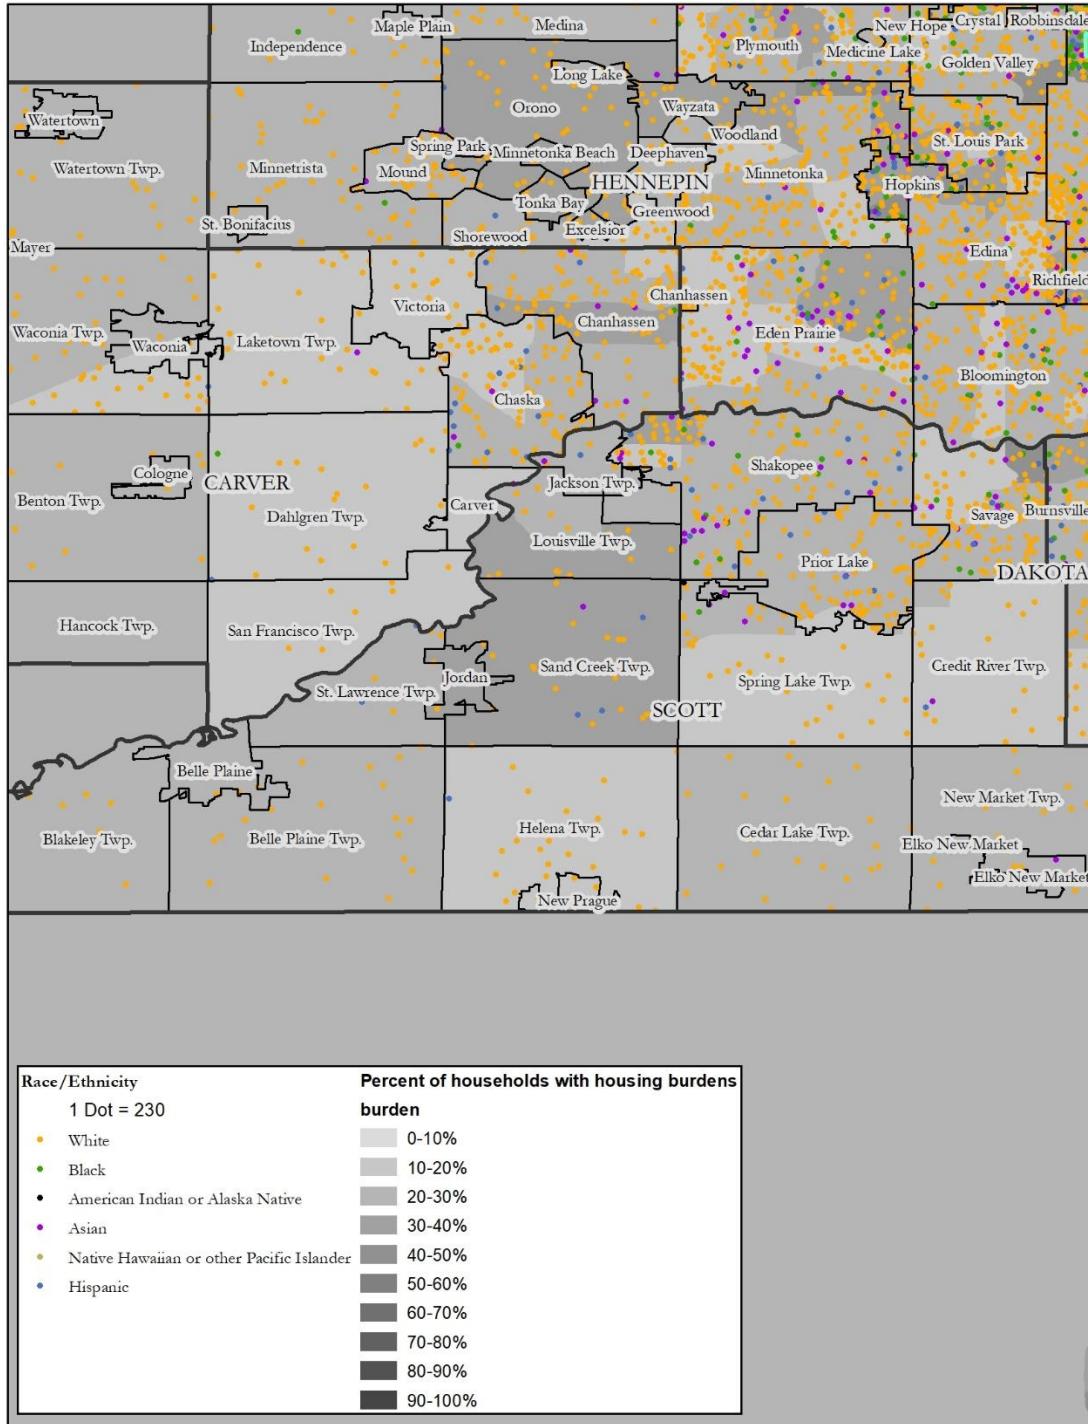 Maple Plain
Medina
New Hope
Crystal
Robbinsdale
Independence
Plymouth
Medicine Lake
Golden Valley
Long Lake
Orono
Wayzata
Watertown
Woodland
St. Louis Park
Spring Park
Minnetonka Beach
Deephaven
Watertown Twp.
Minnetrista
Mound
Minnetonka
HENNEPIN
Hopkins
Tonka Bay
Greenwood
St. Bonifacius
Excelsior
Mayer
Shorewood
Edina
Richfield
Victoria
Chanhassen
Chanhassen
Waconia Twp.
Waconia
Laketown Twp.
Eden Prairie
Bloomington
Chaska
Cologne
Shakopee
CARVER
Jackson Twp.
Benton Twp.
Carver
Dahlgren Twp.
Savage
Burnsville
Louisville Twp.
Prior Lake
DAKOTA
Hancock Twp.
San Francisco Twp.
Sand Creek Twp.
Credit River Twp.
Jordan
Spring Lake Twp.
St. Lawrence Twp.
SCOTT
Belle Plaine
New Market Twp.
Helena Twp.
Cedar Lake Twp.
Blakeley Twp.
Belle Plaine Twp.
Elko New Market
Elko New Market
New Prague
Race/Ethnicity
1 Dot = 230
White
Black
American Indian or Alaska Native
Asian
Native Hawaiian or other Pacific Islander
Hispanic
Percent of households with housing burdens
burden
0-10%
10-20%
20-30%
30-40%
40-50%
50-60%
60-70%
70-80%
80-90%
90-100%